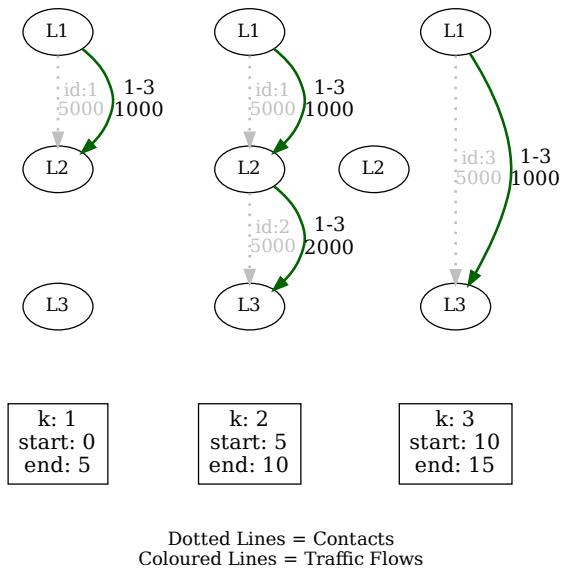 L1
id:1
5000
1-3
1000
L2
L3
k: 1
start: 0
end: 5
L1
id:1
5000
1-3
1000
L2
id:2
5000
1-3
2000
L3
k: 2
start: 5
end: 10
L1
L2
id:3
5000
1-3
1000
L3
k: 3
start: 10
end: 15
Dotted Lines = Contacts
Coloured Lines = Traffic Flows